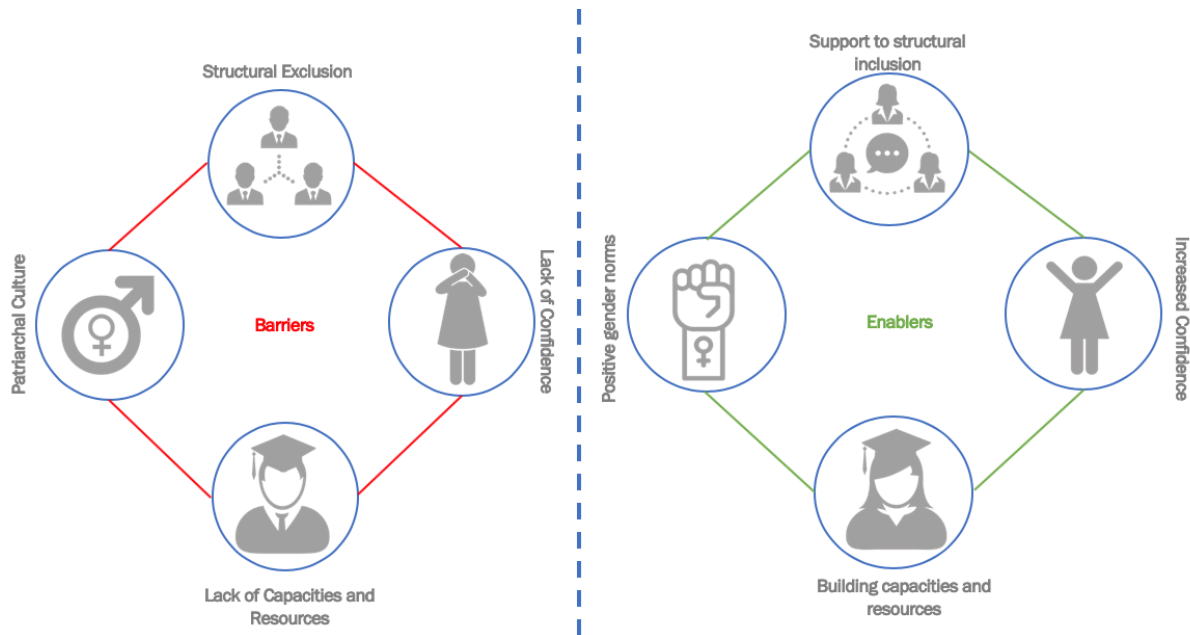 Structural Exclusion
Patriarchal Culture
Barriers
Lack of Confidence
Lack of Capacities and
Resources
Support to structural
inclusion
Positive gender norms
Enablers
Increased Confidence
Building capacities and
resources